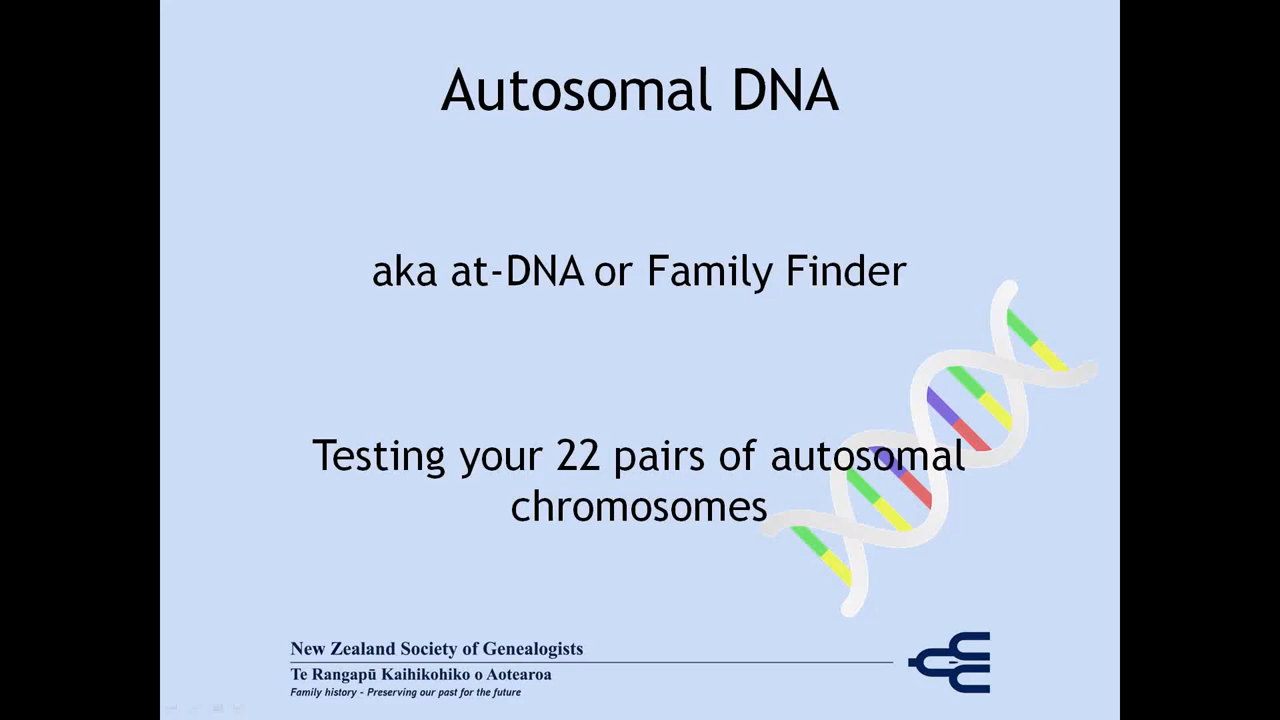 Autosomal DNA
aka at-DNA or Family Finder
Testing your 22 pairs of autosomal
chromosomes
New Zealand Society of Genealogists
Te Rangapū Kaihikohiko o Aotearoa
Family history - Preserving our past for the future